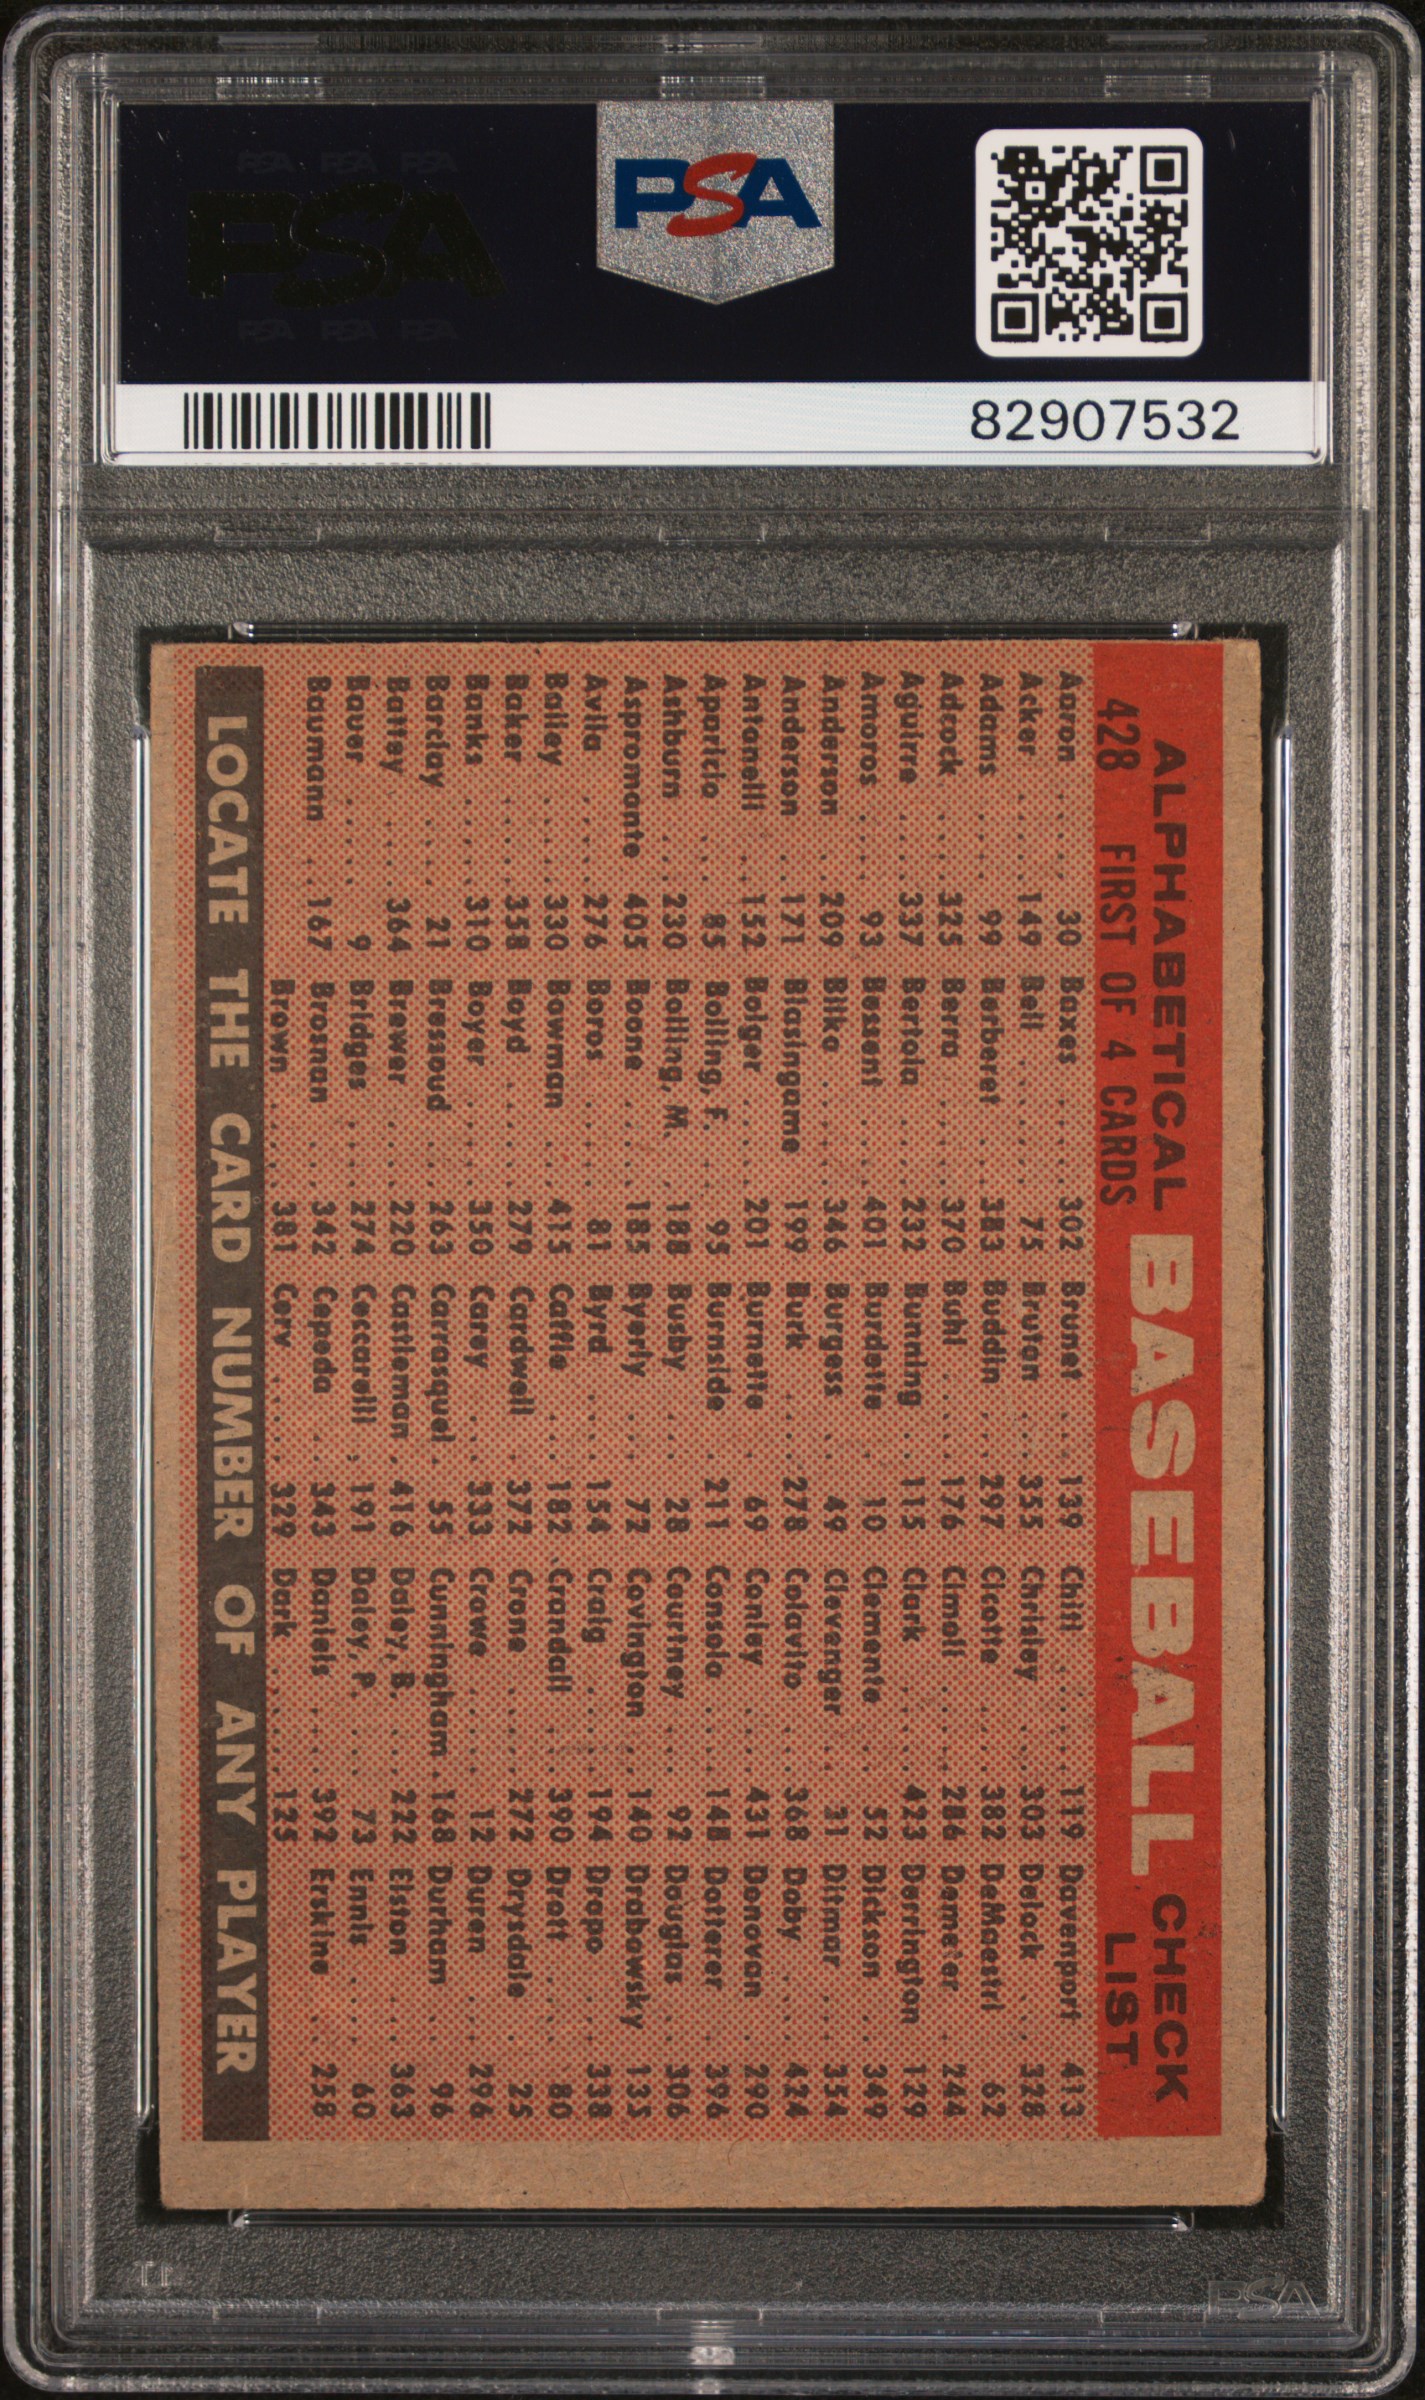 PSA PSA PSA
PSA
PSA PSA PSA
PSA
82907532
ALPHABETICAL BASEBALL CHECK LIST
428 FIRST OF 4 CARDS
Aaron . . . . . 30 Baxes . . . . . . 302 Brunet . . . . 139 Chiti . . . . . . 119 Davenport . . 413
Acker . . . . . 149 Bell . . . . . . . 75 Bruton . . . . 355 Chrisley . . . . 303 Delock . . . . 328
Adams . . . . . 99 Berberet . . . . 383 Buddin . . . . 297 Cicotte . . . . 382 DeMaestri . . 62
Adcock . . . . 325 Berra . . . . . . 370 Buhl . . . . . 176 Cimoli . . . . . 286 Demeter . . . 244
Aguirre . . . . 337 Bertoia . . . . . 232 Bunning . . . 115 Clark . . . . . . 423 Derrington . . 129
Amoros . . . . 93 Bessent . . . . . 401 Burdette . . . 10 Clemente . . . 52 Dickson . . . . 349
Anderson . . . 209 Bilko . . . . . . 346 Burgess . . . 49 Clevenger . . . 31 Ditmar . . . . 354
Anderson . . . 171 Blasingame . . 199 Burk . . . . . 278 Colavito . . . . 368 Doby . . . . . 424
Antonelli . . . 152 Bolger . . . . . 201 Burnette . . . 69 Conley . . . . . 431 Donovan . . . 290
Aparicio . . . . 85 Bolling, F. . . . 95 Burnside . . . 211 Consolo . . . . 148 Dotterer . . . 396
Ashburn . . . . 230 Bolling, M. . . . 188 Busby . . . . 28 Courtney . . . . 92 Douglas . . . . 306
Aspromonte 405 Boone . . . . . 185 Byerly . . . . 72 Covington . . . 140 Drabowsky . . 135
Avila . . . . . . 276 Boros . . . . . . 81 Byrd . . . . . 154 Craig . . . . . . 194 Dropo . . . . . 338
Bailey . . . . . 330 Bowman . . . . 415 Caffie . . . . 182 Crandall . . . . 390 Drott . . . . . 80
Baker . . . . . 358 Boyd . . . . . . 279 Cardwell . . . 372 Crone . . . . . 272 Drysdale . . . 25
Banks . . . . . 310 Boyer . . . . . . 350 Carey . . . . 333 Crowe . . . . . 12 Duren . . . . . 296
Barclay . . . . 21 Bressoud . . . . 263 Carrasquel . . 55 Cunningham . 168 Durham . . . . 96
Battey . . . . . 364 Brewer . . . . . 220 Castleman . . 416 Daley, B. . . . . 222 Elston . . . . . 363
Bauer . . . . . 9 Bridges . . . . . 274 Ceccarelli . . 191 Daley, P. . . . . 73 Ennis . . . . . 60
Baumann . . . 167 Brosnan . . . . . 342 Cepeda . . . 343 Daniels . . . . . 392 Erskine . . . . 258
Brown . . . . . 381 Cerv . . . . . 329 Dark . . . . . . 125
LOCATE THE CARD NUMBER OF ANY PLAYER
PSA